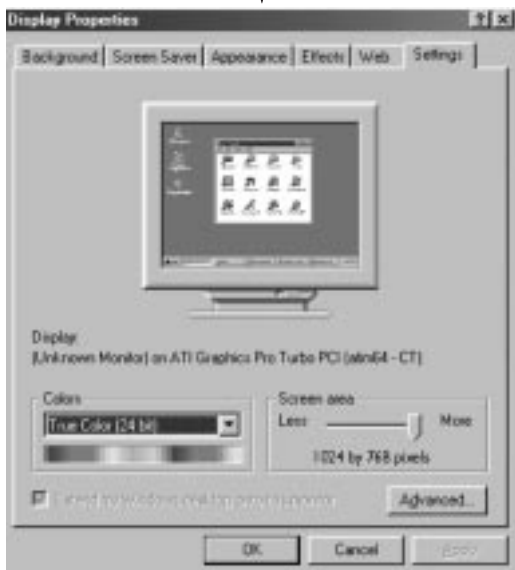 Display Properties
Background Screen Saver Appearance Effects Web Settings
Display:
(Unknown Monitor) on ATI Graphics Pro Turbo PCI (atim64 - CT)
Colors
True Color (24 bit)
Screen area
Less More
1024 by 768 pixels
Advanced...
OK Cancel Apply